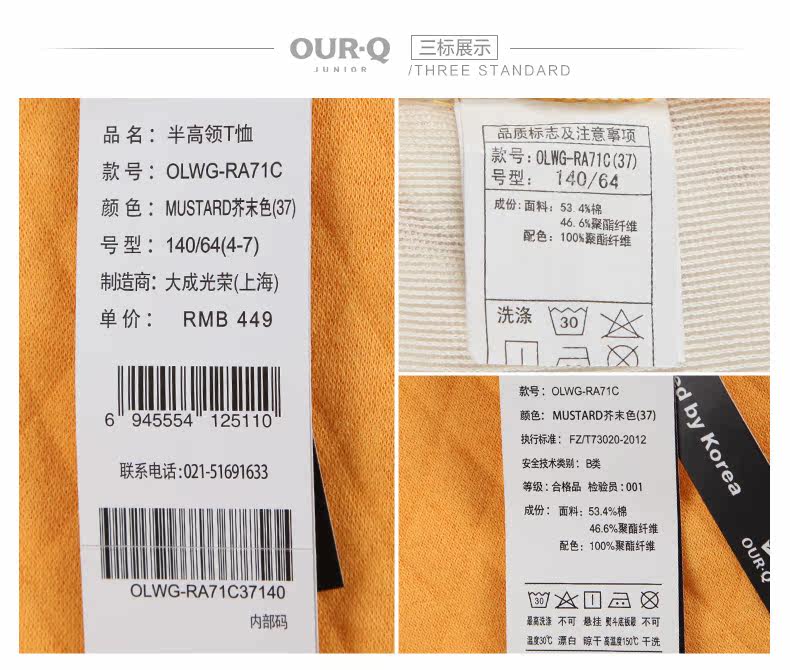 OUR·Q
JUNIOR
三标展示
/THREE STANDARD
品名：半高领T恤
款号：OLWG-RA71C
颜色：MUSTARD芥末色(37)
号型：140/64(4-7)
制造商：大成光荣(上海)
单价：RMB 449
6 945554 125110
联系电话:021-51691633
OLWG-RA71C37140
内部码
品质标志及注意事项
款号：OLWG-RA71C(37)
号型：140/64
成份：面料：53.4%棉
46.6%聚酯纤维
配色：100%聚酯纤维
洗涤
30
款号：OLWG-RA71C
颜色：MUSTARD芥末色(37)
执行标准：FZ/T73020-2012
安全技术类别：B类
等级：合格品 检验员：001
成份：面料：53.4%棉
46.6%聚酯纤维
配色：100%聚酯纤维
30
最高洗涤 不可 悬挂 熨斗底板最 不可
温度30℃ 漂白 晾干 高温度150℃ 干洗
ed by Korea
OUR·Q